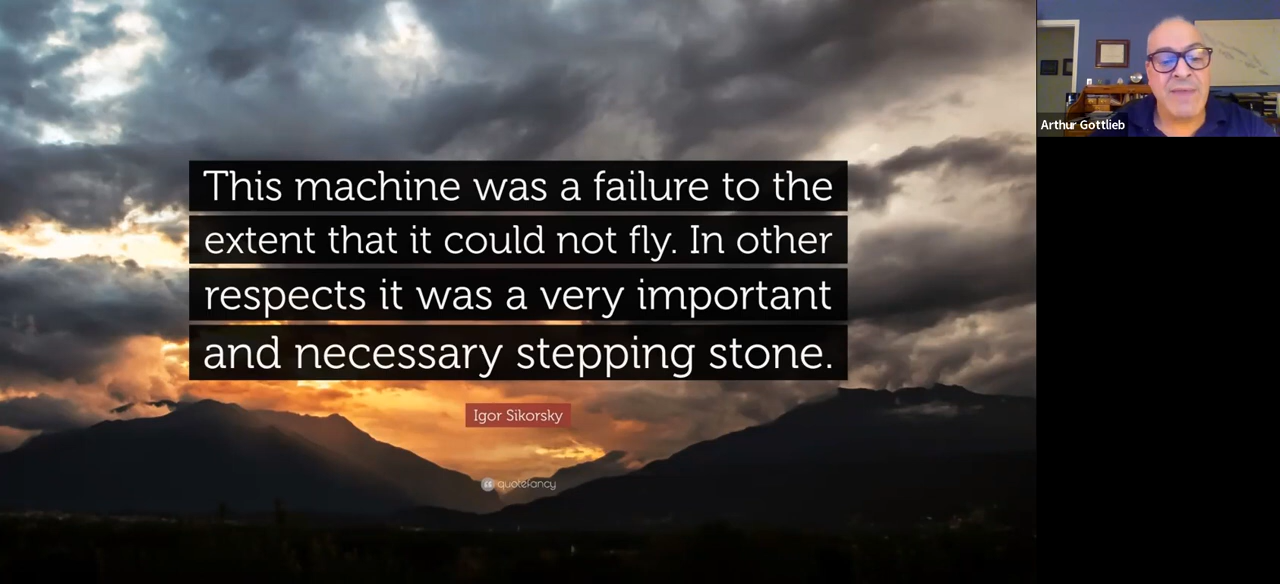 This machine was a failure to the
extent that it could not fly. In other
respects it was a very important
and necessary stepping stone.
Igor Sikorsky
quotefancy
Arthur Gottlieb